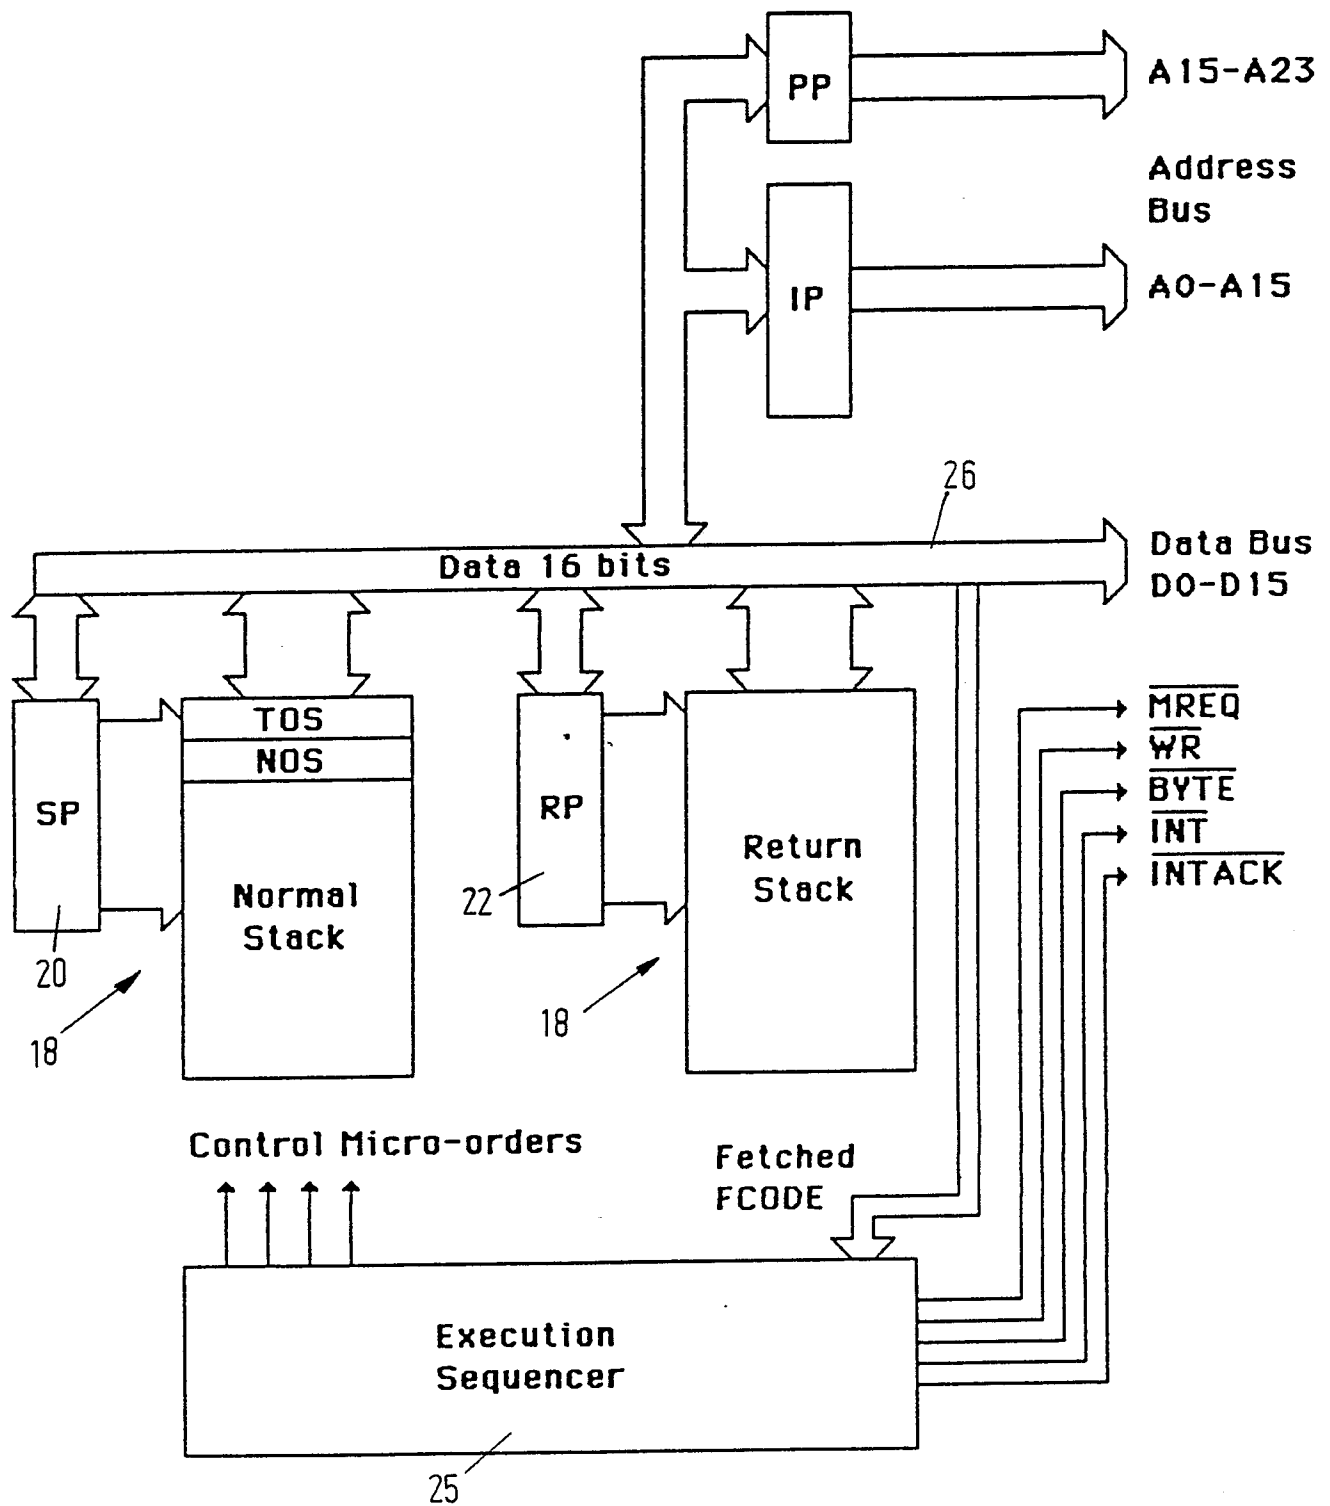 PP
A15-A23
Address
Bus
IP
A0-A15
26
Data 16 bits
Data Bus
D0-D15
SP
TOS
NOS
Normal
Stack
20
18
RP
22
18
Return
Stack
MREQ
WR
BYTE
INT
INTACK
Control Micro-orders
Fetched
FCODE
Execution
Sequencer
25